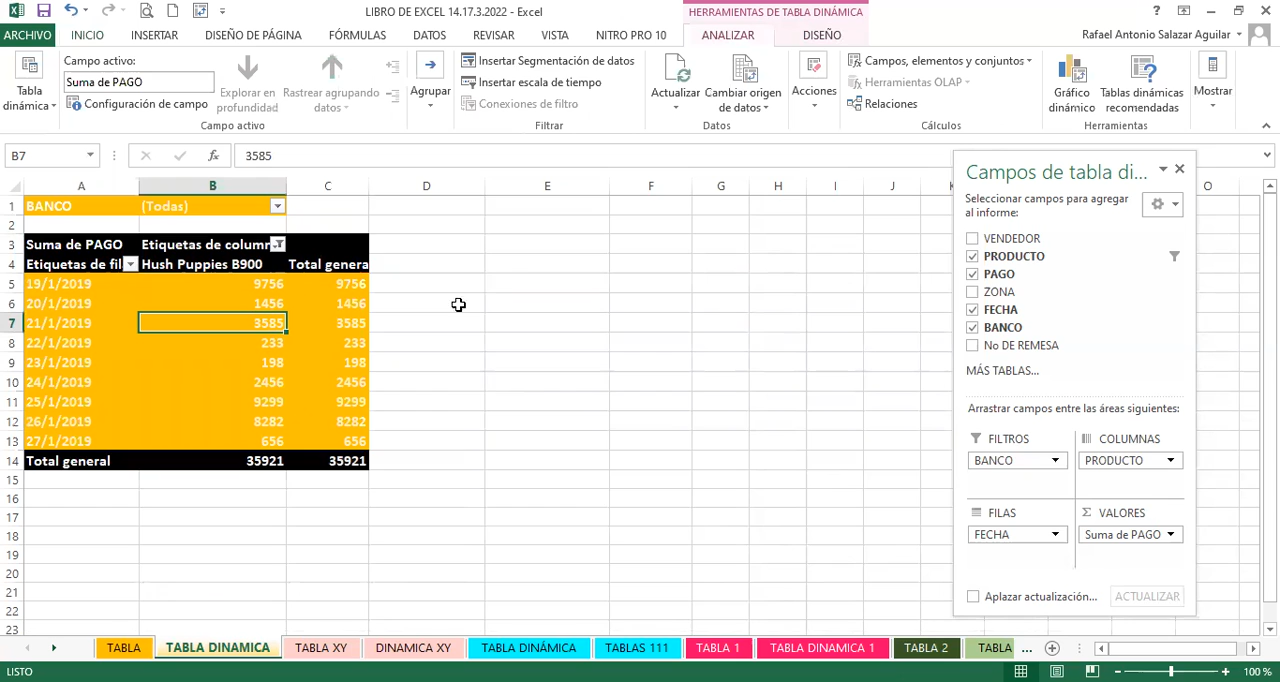 LIBRO DE EXCEL 14.17.3.2022 - Excel
HERRAMIENTAS DE TABLA DINÁMICA
ARCHIVO INICIO INSERTAR DISEÑO DE PÁGINA FÓRMULAS DATOS REVISAR VISTA NITRO PRO 10 ANALIZAR DISEÑO
Rafael Antonio Salazar Aguilar
Tabla dinámica
Campo activo:
Suma de PAGO
Configuración de campo
Explorar en profundidad
Rastrear agrupando datos
Campo activo
Agrupar
Insertar Segmentación de datos
Insertar escala de tiempo
Conexiones de filtro
Filtrar
Actualizar
Cambiar origen de datos
Datos
Acciones
Campos, elementos y conjuntos
Herramientas OLAP
Relaciones
Cálculos
Gráfico dinámico
Tablas dinámicas recomendadas
Herramientas
Mostrar
B7 fx 3585
A B C D E F G H I J K O
1 BANCO (Todas)
2
3 Suma de PAGO Etiquetas de column
4 Etiquetas de fil Hush Puppies B900 Total genera
5 19/1/2019 9756 9756
6 20/1/2019 1456 1456
7 21/1/2019 3585 3585
8 22/1/2019 233 233
9 23/1/2019 198 198
10 24/1/2019 2456 2456
11 25/1/2019 9299 9299
12 26/1/2019 8282 8282
13 27/1/2019 656 656
14 Total general 35921 35921
15
16
17
18
19
20
21
22
23
Campos de tabla di...
Seleccionar campos para agregar al informe:
VENDEDOR
PRODUCTO
PAGO
ZONA
FECHA
BANCO
No DE REMESA
MÁS TABLAS...
Arrastrar campos entre las áreas siguientes:
FILTROS COLUMNAS
BANCO PRODUCTO
FILAS Σ VALORES
FECHA Suma de PAGO
Aplazar actualización... ACTUALIZAR
TABLA TABLA DINAMICA TABLA XY DINAMICA XY TABLA DINÁMICA TABLAS 111 TABLA 1 TABLA DINAMICA 1 TABLA 2 TABLA ...
LISTO 100 %